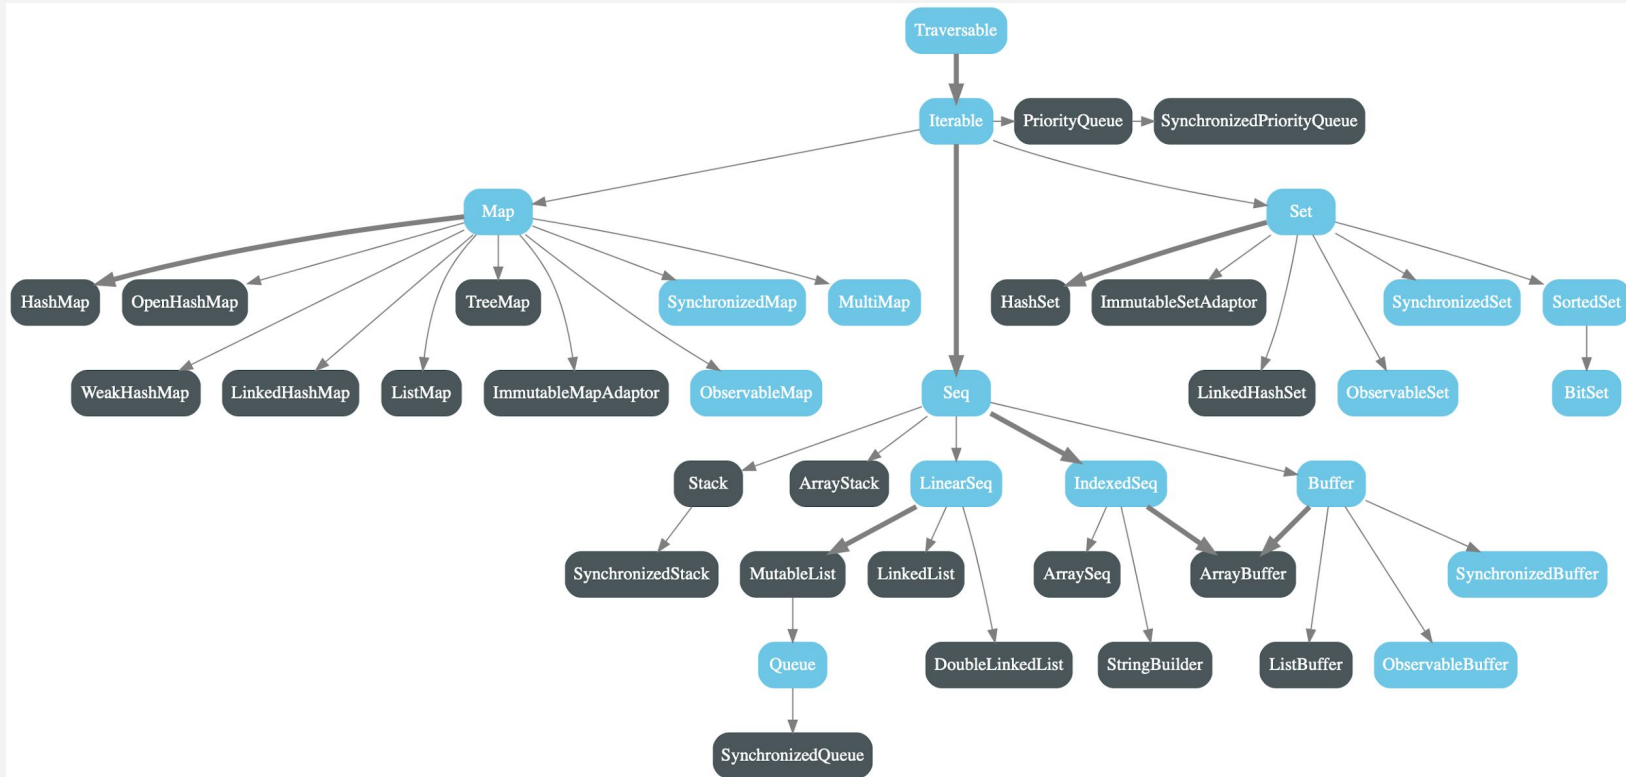 Traversable
Iterable
PriorityQueue
SynchronizedPriorityQueue
Map
Set
HashMap
OpenHashMap
TreeMap
SynchronizedMap
MultiMap
HashSet
ImmutableSetAdaptor
SynchronizedSet
SortedSet
WeakHashMap
LinkedHashMap
ListMap
ImmutableMapAdaptor
ObservableMap
Seq
LinkedHashSet
ObservableSet
BitSet
Stack
ArrayStack
LinearSeq
IndexedSeq
Buffer
SynchronizedStack
MutableList
LinkedList
ArraySeq
ArrayBuffer
SynchronizedBuffer
Queue
DoubleLinkedList
StringBuilder
ListBuffer
ObservableBuffer
SynchronizedQueue